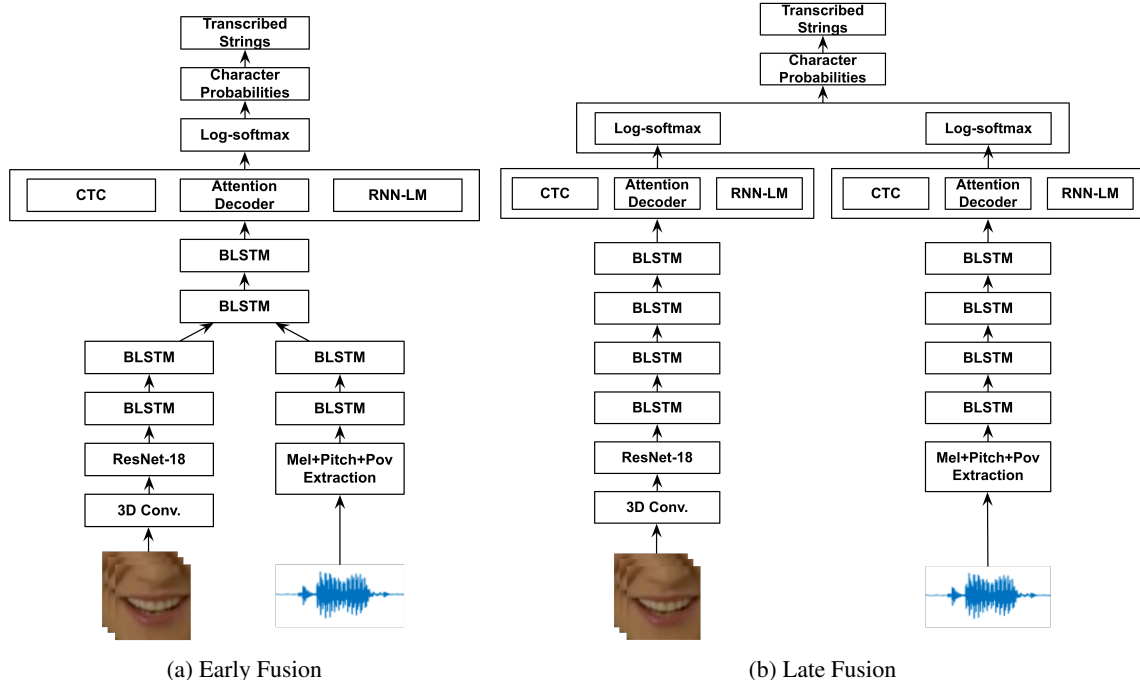 Transcribed
Strings
Character
Probabilities
Log-softmax
CTC
Attention
Decoder
RNN-LM
BLSTM
BLSTM
BLSTM
BLSTM
BLSTM
BLSTM
ResNet-18
Mel+Pitch+Pov
Extraction
3D Conv.
(a) Early Fusion
Transcribed
Strings
Character
Probabilities
Log-softmax
Log-softmax
CTC
Attention
Decoder
RNN-LM
CTC
Attention
Decoder
RNN-LM
BLSTM
BLSTM
BLSTM
BLSTM
BLSTM
BLSTM
BLSTM
BLSTM
ResNet-18
Mel+Pitch+Pov
Extraction
3D Conv.
(b) Late Fusion